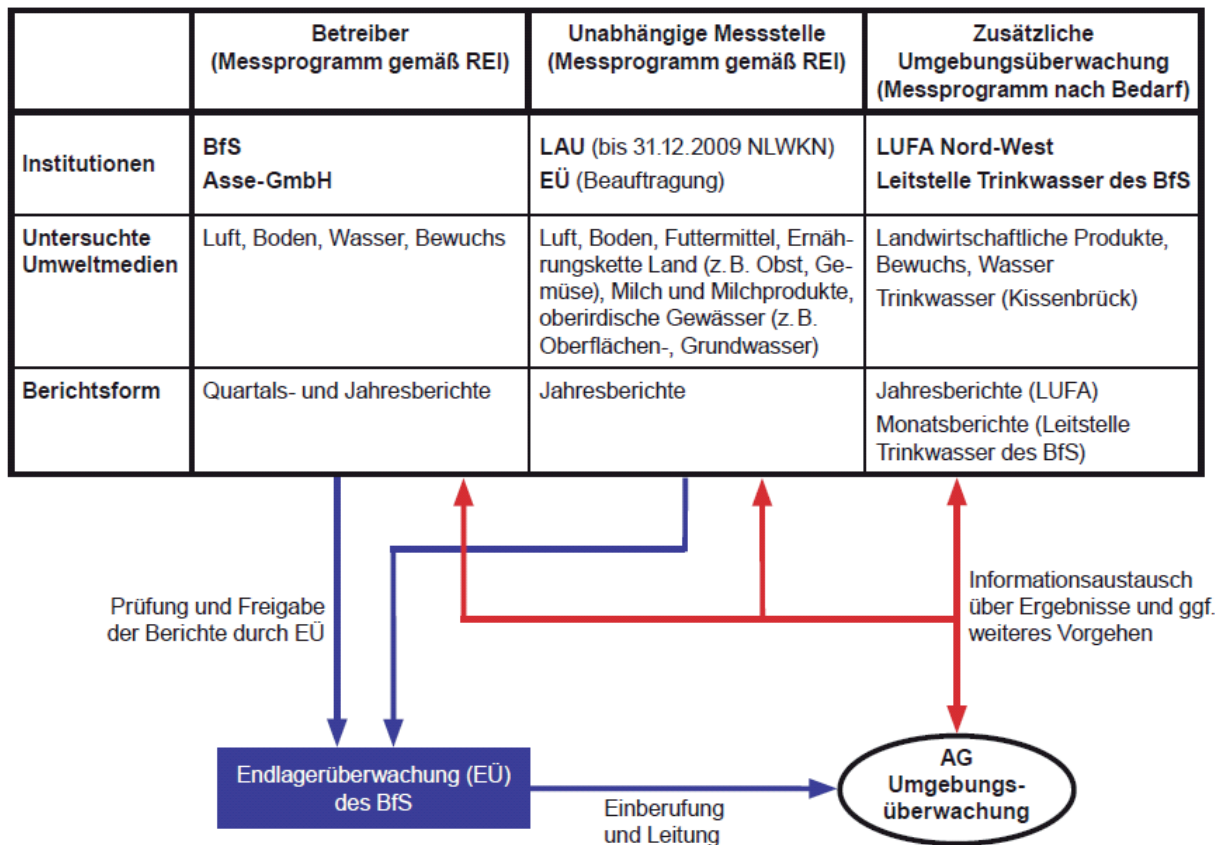 Betreiber
(Messprogramm gemäß REI)
Unabhängige Messstelle
(Messprogramm gemäß REI)
Zusätzliche
Umgebungsüberwachung
(Messprogramm nach Bedarf)
Institutionen
BfS
Asse-GmbH
LAU (bis 31.12.2009 NLWKN)
EÜ (Beauftragung)
LUFA Nord-West
Leitstelle Trinkwasser des BfS
Untersuchte
Umweltmedien
Luft, Boden, Wasser, Bewuchs
Luft, Boden, Futtermittel, Ernäh-
rungskette Land (z. B. Obst, Ge-
müse), Milch und Milchprodukte,
oberirdische Gewässer (z. B.
Oberflächen-, Grundwasser)
Landwirtschaftliche Produkte,
Bewuchs, Wasser
Trinkwasser (Kissenbrück)
Berichtsform
Quartals- und Jahresberichte
Jahresberichte
Jahresberichte (LUFA)
Monatsberichte (Leitstelle
Trinkwasser des BfS)
Prüfung und Freigabe
der Berichte durch EÜ
Informationsaustausch
über Ergebnisse und ggf.
weiteres Vorgehen
Endlagerüberwachung (EÜ)
des BfS
Einberufung
und Leitung
AG
Umgebungs-
überwachung